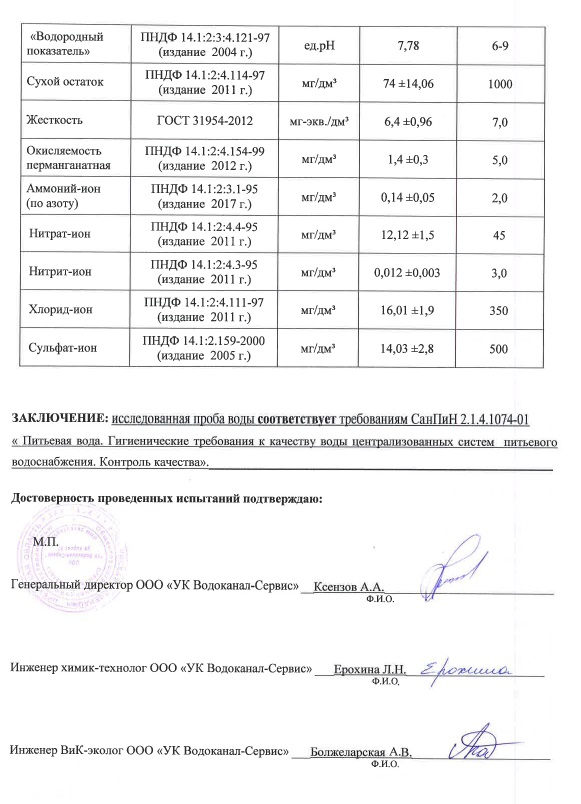 «Водородный показатель» ПНДФ 14.1:2:3:4.121-97 (издание 2004 г.) ед.pH 7,78 6-9
Сухой остаток ПНДФ 14.1:2:4.114-97 (издание 2011 г.) мг/дм³ 74 ±14,06 1000
Жесткость ГОСТ 31954-2012 мг-экв./дм³ 6,4 ±0,96 7,0
Окисляемость перманганатная ПНДФ 14.1:2:4.154-99 (издание 2012 г.) мг/дм³ 1,4 ±0,3 5,0
Аммоний-ион (по азоту) ПНДФ 14.1:2:3.1-95 (издание 2017 г.) мг/дм³ 0,14 ±0,05 2,0
Нитрат-ион ПНДФ 14.1:2:4.4-95 (издание 2011 г.) мг/дм³ 12,12 ±1,5 45
Нитрит-ион ПНДФ 14.1:2:4.3-95 (издание 2011 г.) мг/дм³ 0,012 ±0,003 3,0
Хлорид-ион ПНДФ 14.1:2:4.111-97 (издание 2011 г.) мг/дм³ 16,01 ±1,9 350
Сульфат-ион ПНДФ 14.1:2.159-2000 (издание 2005 г.) мг/дм³ 14,03 ±2,8 500
ЗАКЛЮЧЕНИЕ: исследованная проба воды соответствует требованиям СанПиН 2.1.4.1074-01
« Питьевая вода. Гигиенические требования к качеству воды централизованных систем питьевого
водоснабжения. Контроль качества».
Достоверность проведенных испытаний подтверждаю:
М.П.
Генеральный директор ООО «УК Водоканал-Сервис» Ксензов А.А.
Ф.И.О.
Инженер химик-технолог ООО «УК Водоканал-Сервис» Ерохина Л.Н. Ерохина
Ф.И.О.
Инженер ВиК-эколог ООО «УК Водоканал-Сервис» Болжеларская А.В.
Ф.И.О.